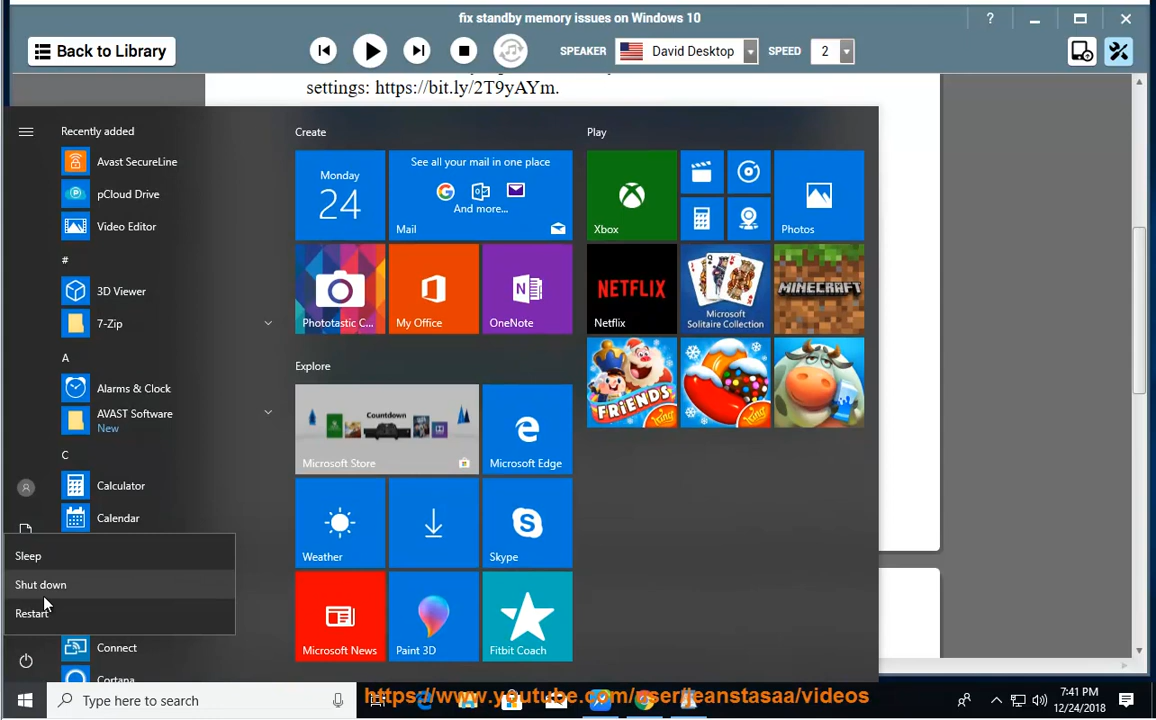 fix standby memory issues on Windows 10
?
Back to Library
SPEAKER
David Desktop
SPEED
2
settings: https://bit.ly/2T9yAYm.
Recently added
Avast SecureLine
pCloud Drive
Video Editor
#
3D Viewer
7-Zip
A
Alarms & Clock
AVAST Software
New
C
Calculator
Calendar
Sleep
Shut down
Restart
Connect
Cortana
Create
Monday
24
See all your mail in one place
And more...
Mail
Phototastic C...
My Office
OneNote
Explore
Countdown
Microsoft Store
Microsoft Edge
Weather
Skype
Microsoft News
Paint 3D
Fitbit Coach
Play
Xbox
Photos
NETFLIX
Netflix
Microsoft
Solitaire Collection
MINECRAFT
FRIENDS
King
King
Type here to search
7:41 PM
12/24/2018